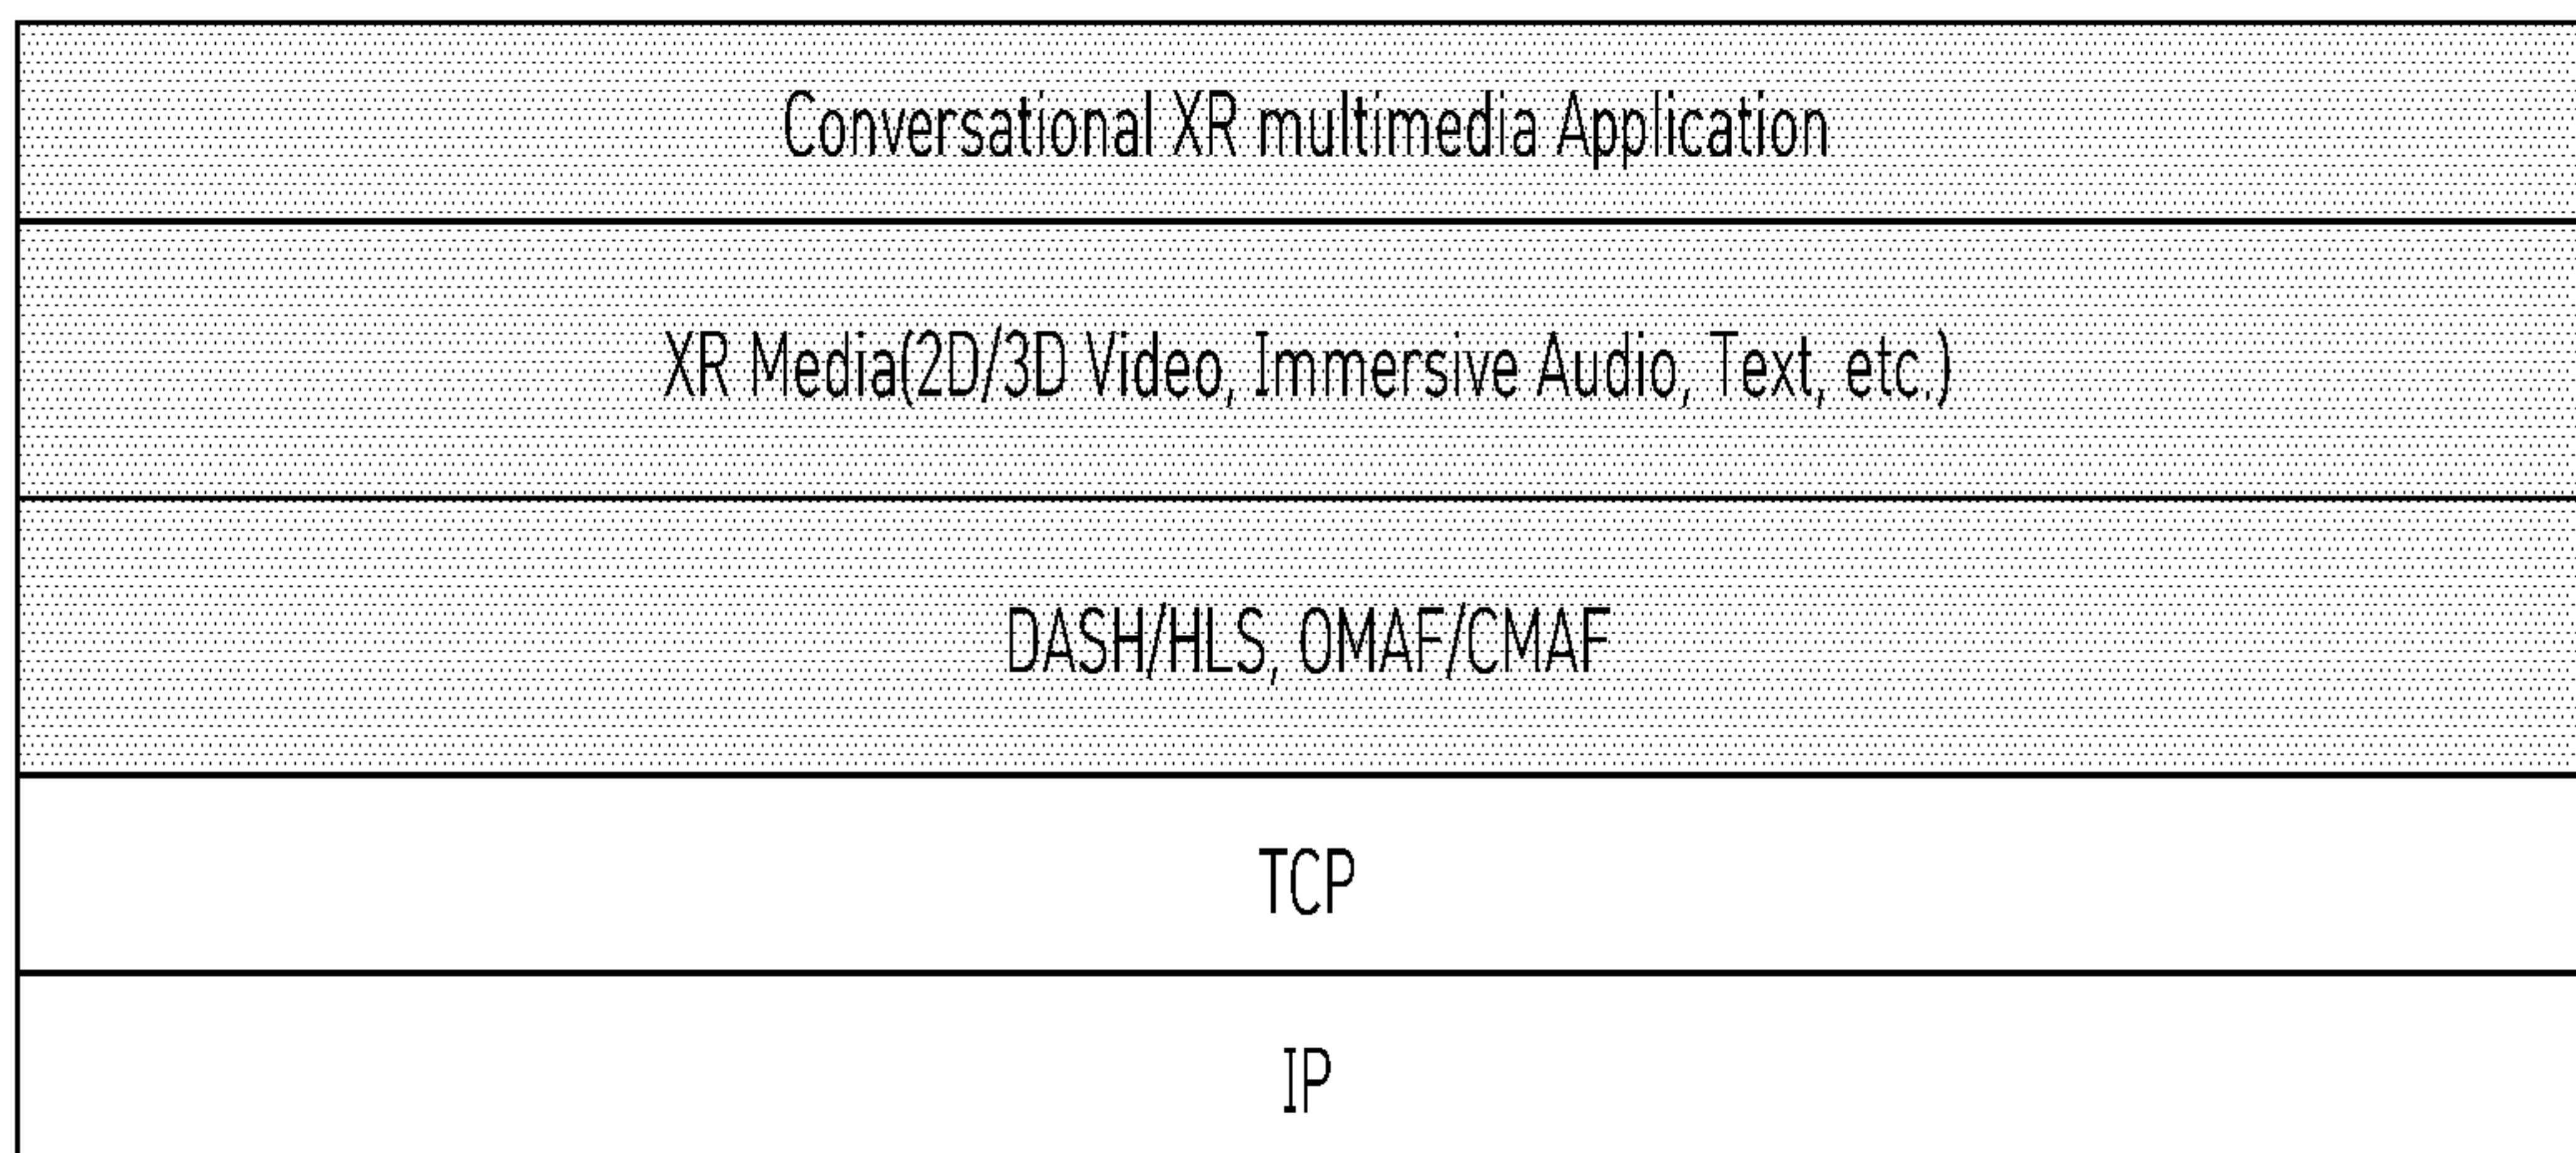 Conversational XR multimedia Application
XR Media(2D/3D Video, Immersive Audio, Text, etc.)
DASH/HLS, OMAF/CMAF
TCP
IP